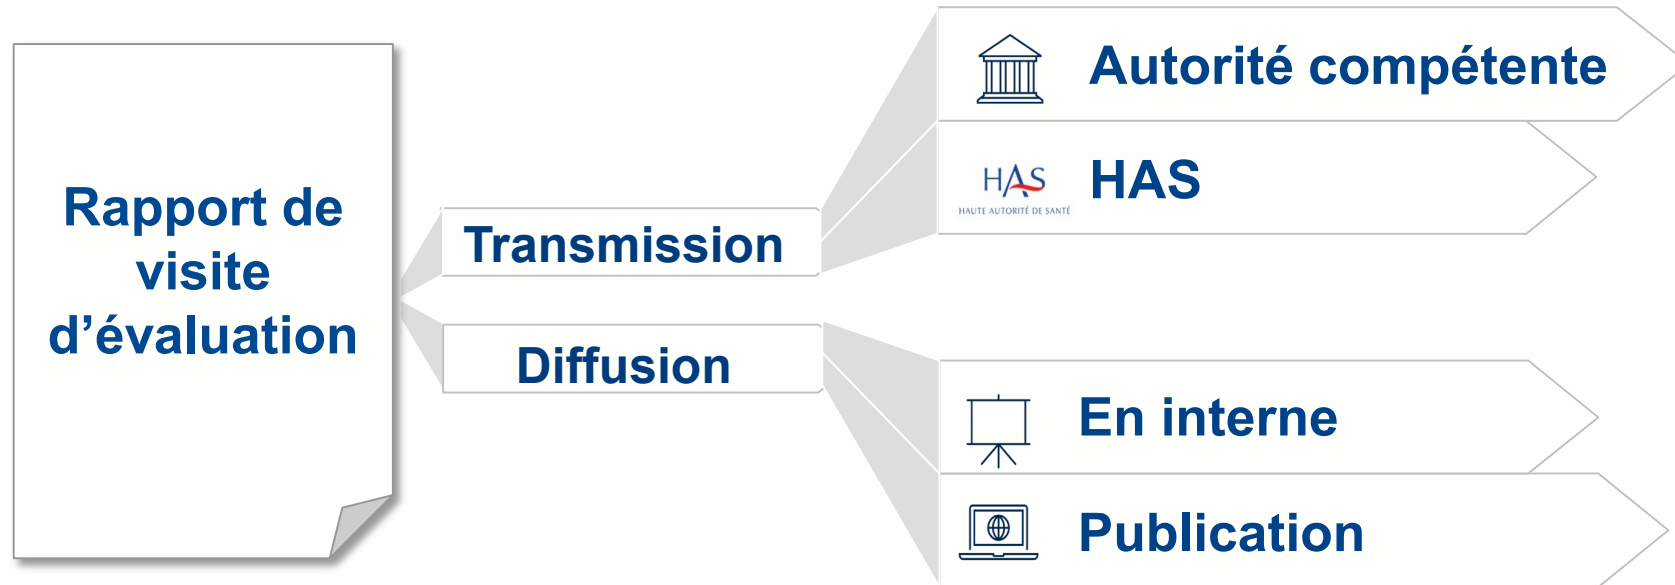 Rapport de
visite
d’évaluation
Transmission
Autorité compétente
HAS
HAUTE AUTORITÉ DE SANTÉ
HAS
Diffusion
En interne
Publication